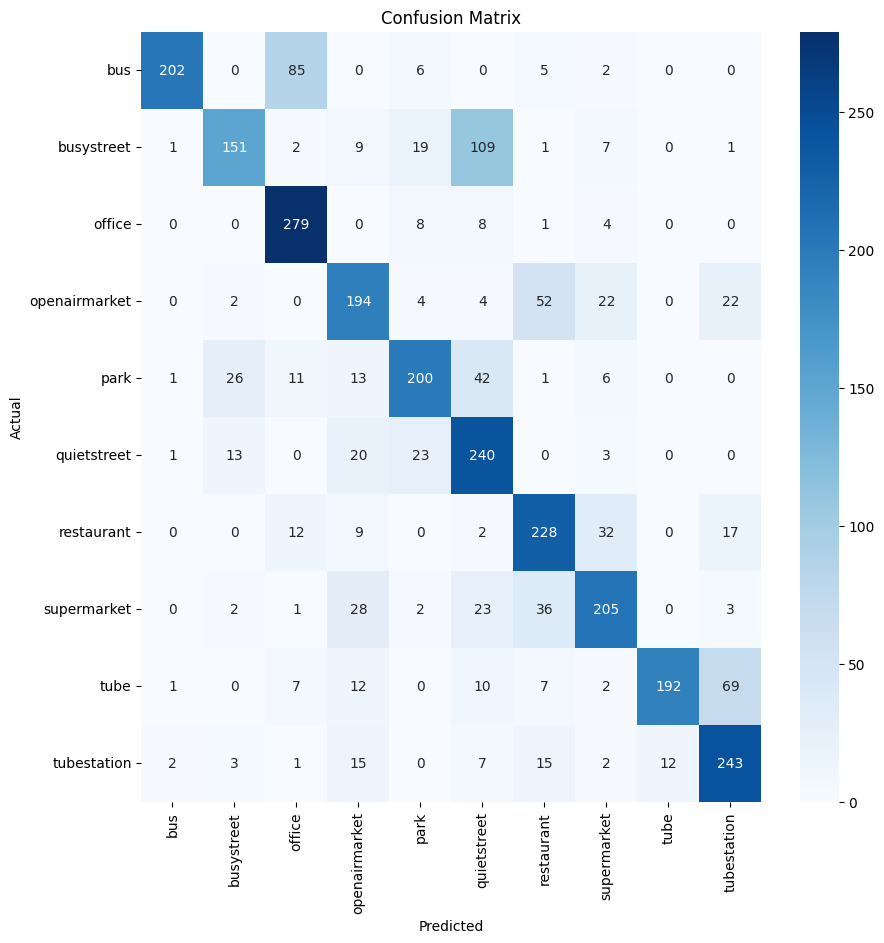 Confusion Matrix
bus 202 0 85 0 6 0 5 2 0 0
busystreet 1 151 2 9 19 109 1 7 0 1
office 0 0 279 0 8 8 1 4 0 0
openairmarket 0 2 0 194 4 4 52 22 0 22
park 1 26 11 13 200 42 1 6 0 0
quietstreet 1 13 0 20 23 240 0 3 0 0
restaurant 0 0 12 9 0 2 228 32 0 17
supermarket 0 2 1 28 2 23 36 205 0 3
tube 1 0 7 12 0 10 7 2 192 69
tubestation 2 3 1 15 0 7 15 2 12 243
Actual
bus busystreet office openairmarket park quietstreet restaurant supermarket tube tubestation
Predicted
250
200
150
100
50
0